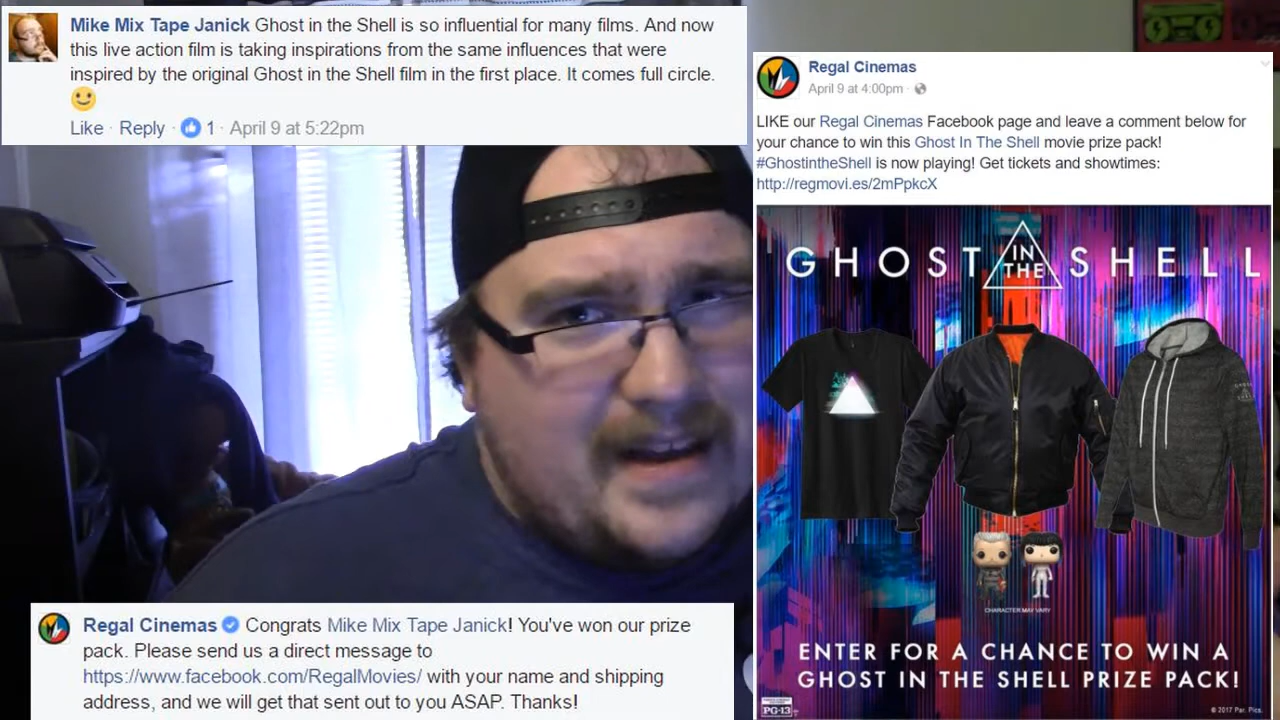 Mike Mix Tape Janick Ghost in the Shell is so influential for many films. And now
this live action film is taking inspirations from the same influences that were
inspired by the original Ghost in the Shell film in the first place. It comes full circle.
Like · Reply · 1 · April 9 at 5:22pm
Regal Cinemas
April 9 at 4:00pm ·
LIKE our Regal Cinemas Facebook page and leave a comment below for
your chance to win this Ghost In The Shell movie prize pack!
#GhostintheShell is now playing! Get tickets and showtimes:
http://regmovi.es/2mPpkcX
GHOST IN THE SHELL
CHARACTER MAY VARY
ENTER FOR A CHANCE TO WIN A
GHOST IN THE SHELL PRIZE PACK!
PG-13
© 2017 Par. Pics.
Regal Cinemas Congrats Mike Mix Tape Janick! You've won our prize
pack. Please send us a direct message to
https://www.facebook.com/RegalMovies/ with your name and shipping
address, and we will get that sent out to you ASAP. Thanks!